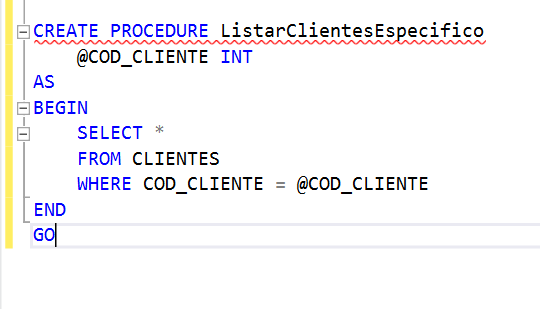 CREATE PROCEDURE ListarClientesEspecifico
    @COD_CLIENTE INT
AS
BEGIN
    SELECT *
    FROM CLIENTES
    WHERE COD_CLIENTE = @COD_CLIENTE
END
GO